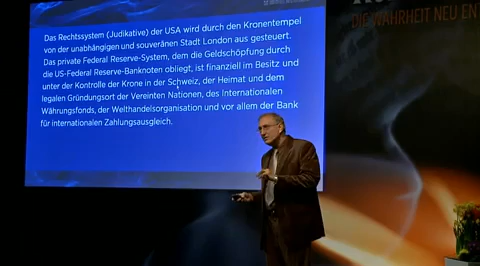 Das Rechtssystem (Judikative) der USA wird durch den Kronentempel
von der unabhängigen und souveränen Stadt London aus gesteuert.
Das private Federal Reserve-System, dem die Geldschöpfung durch
die US-Federal Reserve-Banknoten obliegt, ist finanziell im Besitz und
unter der Kontrolle der Krone in der Schweiz, der Heimat und dem
legalen Gründungsort der Vereinten Nationen, des Internationalen
Währungsfonds, der Welthandelsorganisation und vor allem der Bank
für internationalen Zahlungsausgleich.
DIE WAHRHEIT NEU